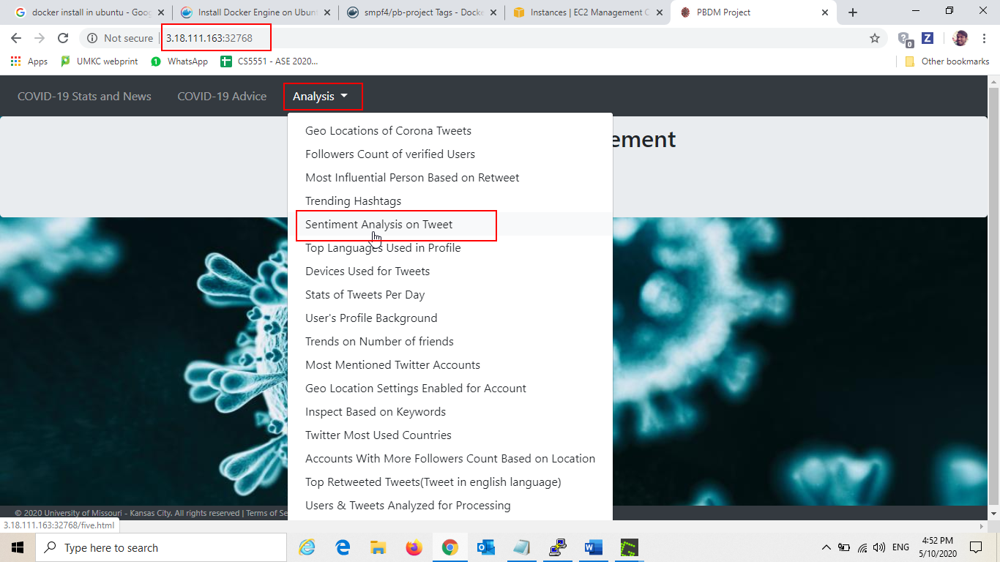 docker install in ubuntu - Goog
Install Docker Engine on Ubunt
smpf4/pb-project Tags - Docke
Instances | EC2 Management C
PBDM Project
Not secure
3.18.111.163:32768
0
Z
Apps
UMKC webprint
1
WhatsApp
CS5551 - ASE 2020...
Other bookmarks
COVID-19 Stats and News
COVID-19 Advice
Analysis
ement
Geo Locations of Corona Tweets
Followers Count of verified Users
Most Influential Person Based on Retweet
Trending Hashtags
Sentiment Analysis on Tweet
Top Languages Used in Profile
Devices Used for Tweets
Stats of Tweets Per Day
User's Profile Background
Trends on Number of friends
Most Mentioned Twitter Accounts
Geo Location Settings Enabled for Account
Inspect Based on Keywords
Twitter Most Used Countries
Accounts With More Followers Count Based on Location
Top Retweeted Tweets(Tweet in english language)
Users & Tweets Analyzed for Processing
© 2020 University of Missouri - Kansas City. All rights reserved | Terms of Se
3.18.111.163:32768/five.html
Type here to search
ENG
4:52 PM
5/10/2020